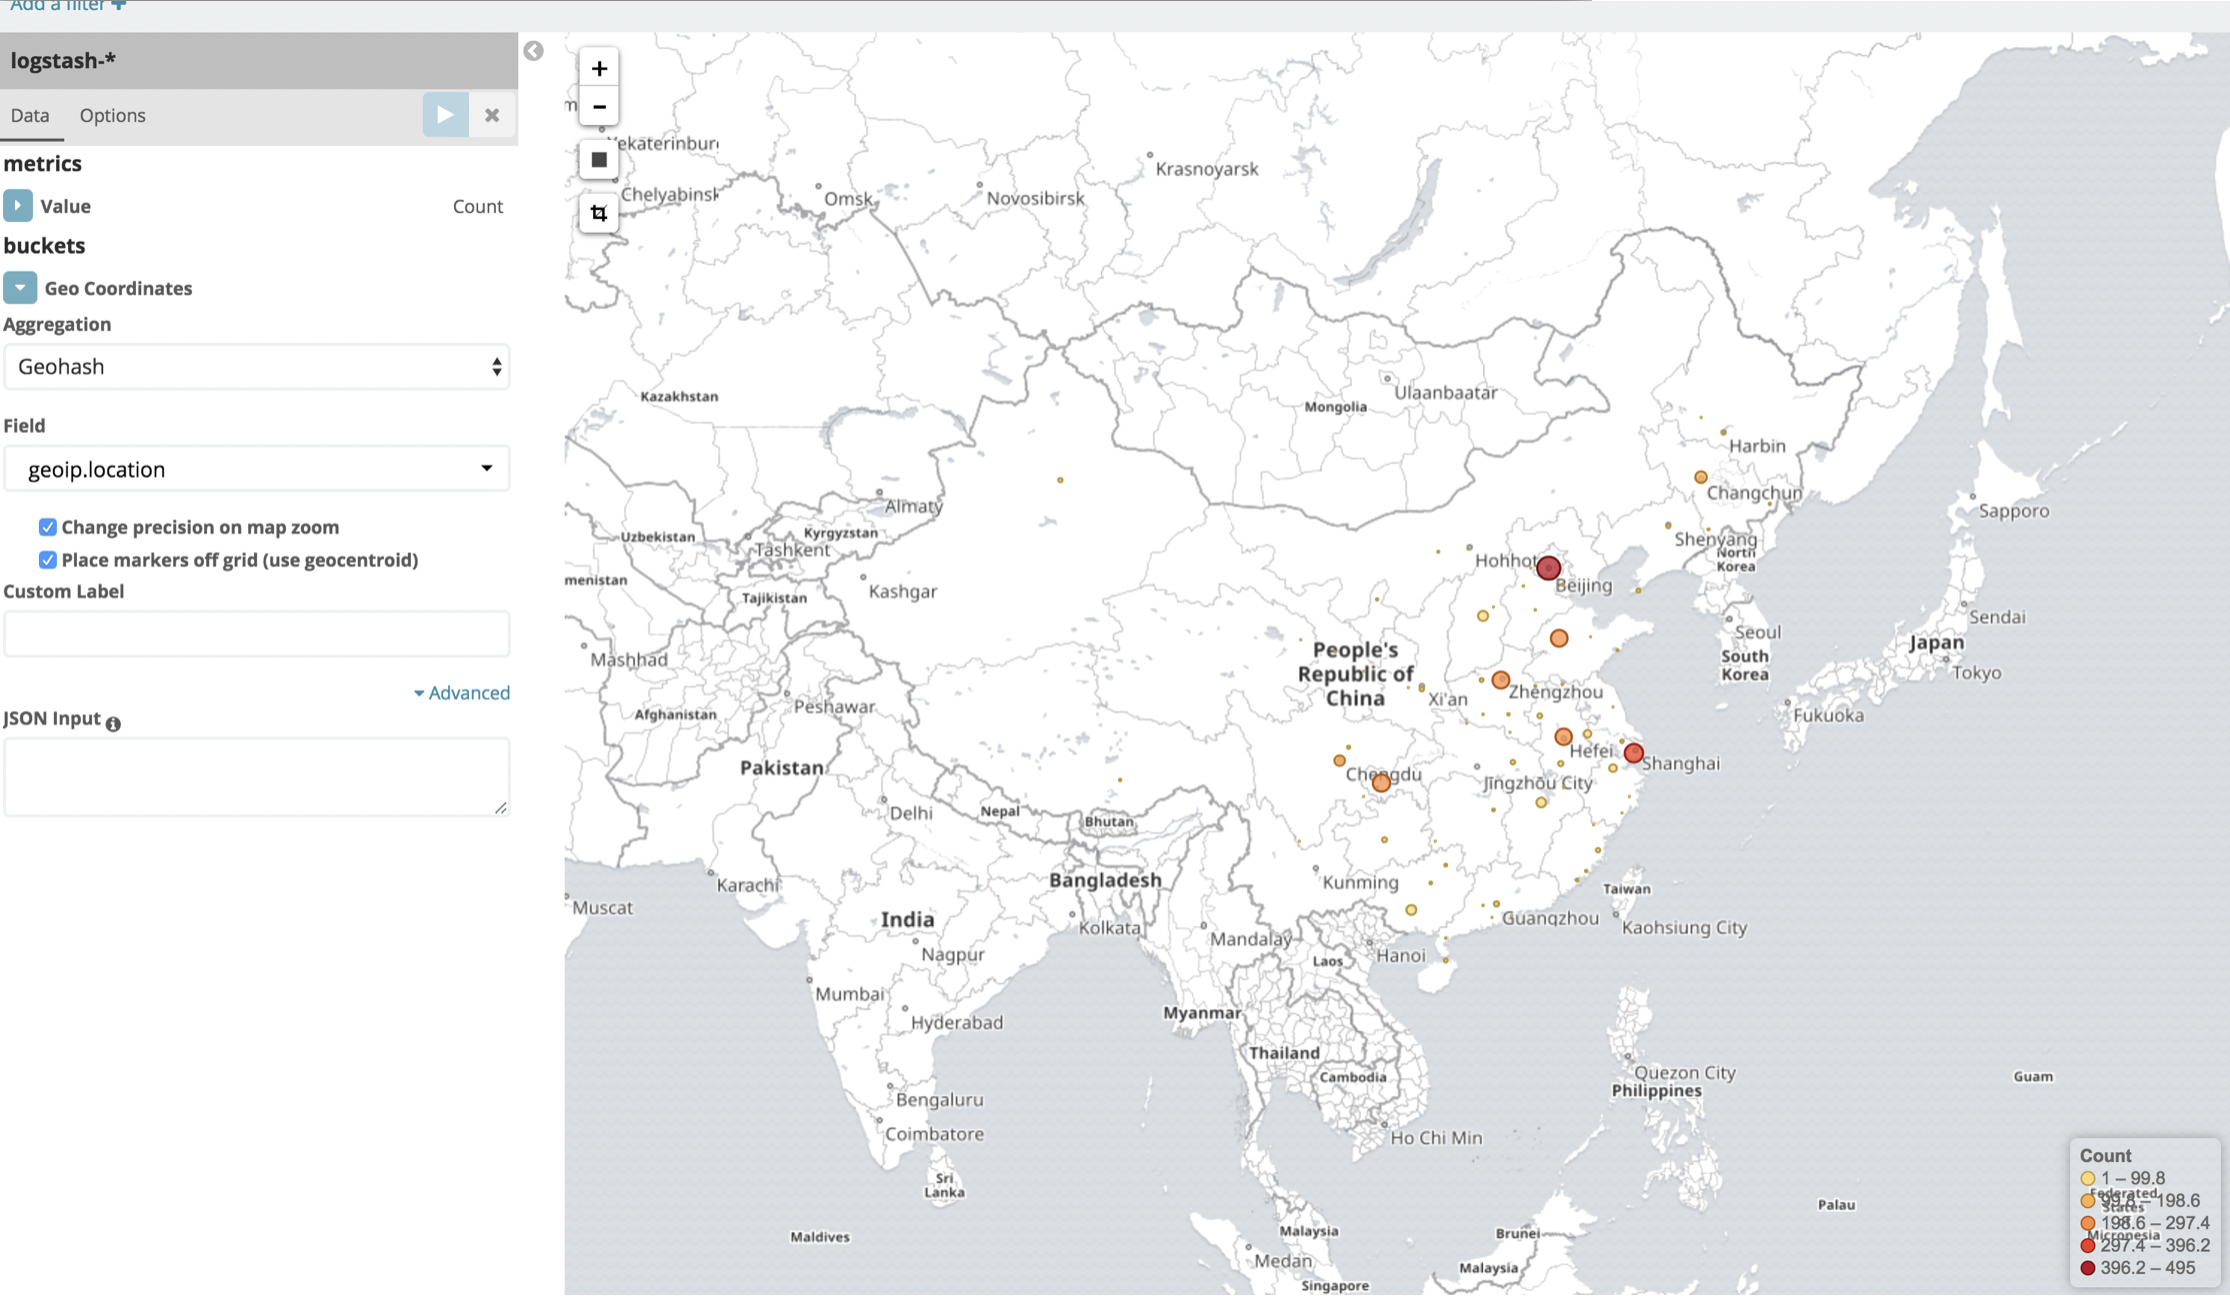 Add a filter +
logstash-*
Data Options
metrics
Value Count
buckets
Geo Coordinates
Aggregation
Geohash
Field
geoip.location
Change precision on map zoom
Place markers off grid (use geocentroid)
Custom Label
Advanced
JSON Input
+
−
Yekaterinburg
Chelyabinsk
Omsk
Novosibirsk
Krasnoyarsk
Kazakhstan
Mongolia
Ulaanbaatar
Harbin
Changchun
Almaty
Sapporo
Uzbekistan
Kyrgyzstan
Tashkent
Shenyang
North
Korea
Hohhot
Beijing
menistan
Tajikistan
Kashgar
Sendai
Seoul
Japan
Mashhad
People's
Republic of
China
South
Korea
Tokyo
Xi'an
Zhengzhou
Peshawar
Afghanistan
Fukuoka
Hefei
Shanghai
Pakistan
Chengdu
Jīngzhōu City
Delhi
Nepal
Bhutan
Karachi
Bangladesh
Kunming
Taiwan
Muscat
India
Kolkata
Guangzhou
Kaohsiung City
Mandalay
Hanoi
Nagpur
Laos
Mumbai
Myanmar
Hyderabad
Thailand
Cambodia
Quezon City
Philippines
Guam
Bengaluru
Coimbatore
Ho Chi Min
Sri
Lanka
Palau
Maldives
Malaysia
Brunei
Medan
Malaysia
Singapore
Count
1 – 99.8
99.8 – 198.6
198.6 – 297.4
297.4 – 396.2
396.2 – 495
Federated
States
Micronesia